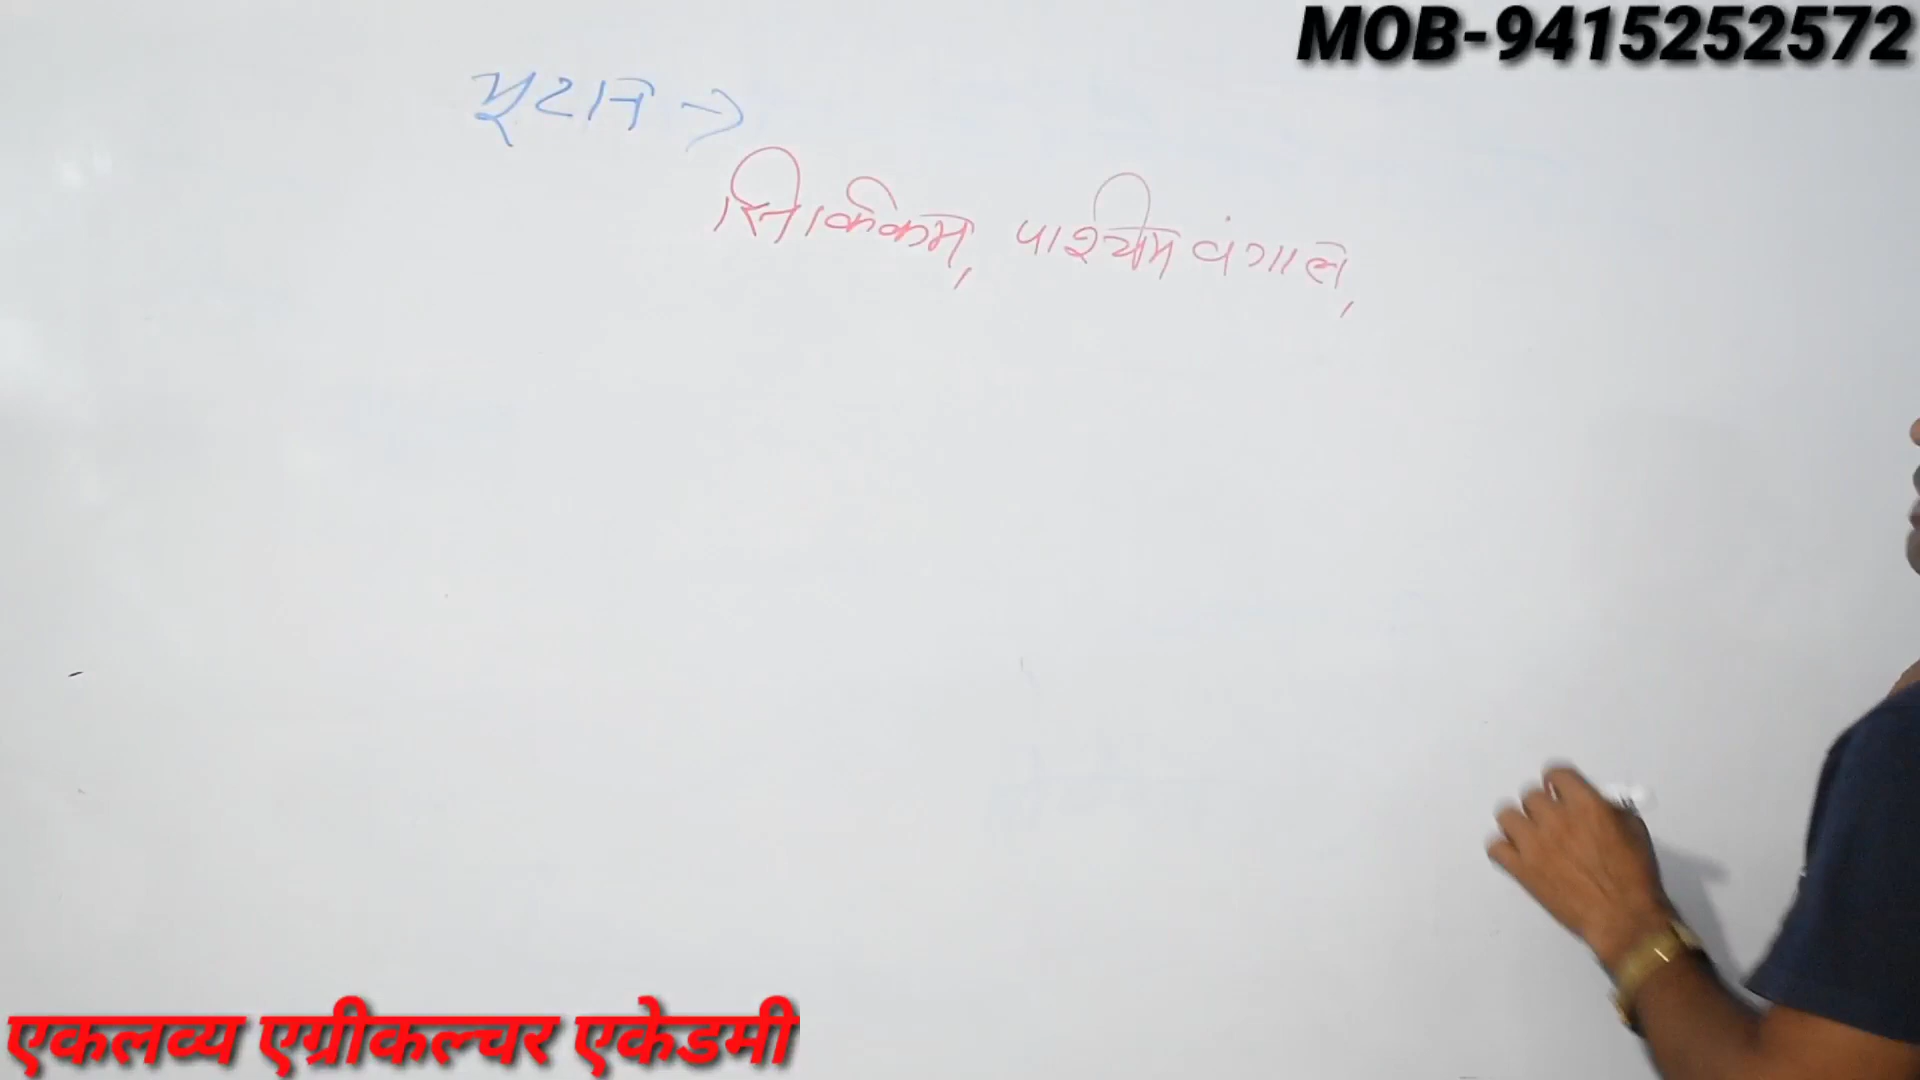 MOB-9415252572
भूटान →
सिक्किम, पश्चिम बंगाल,
एकलव्य एग्रीकल्चर एकेडमी